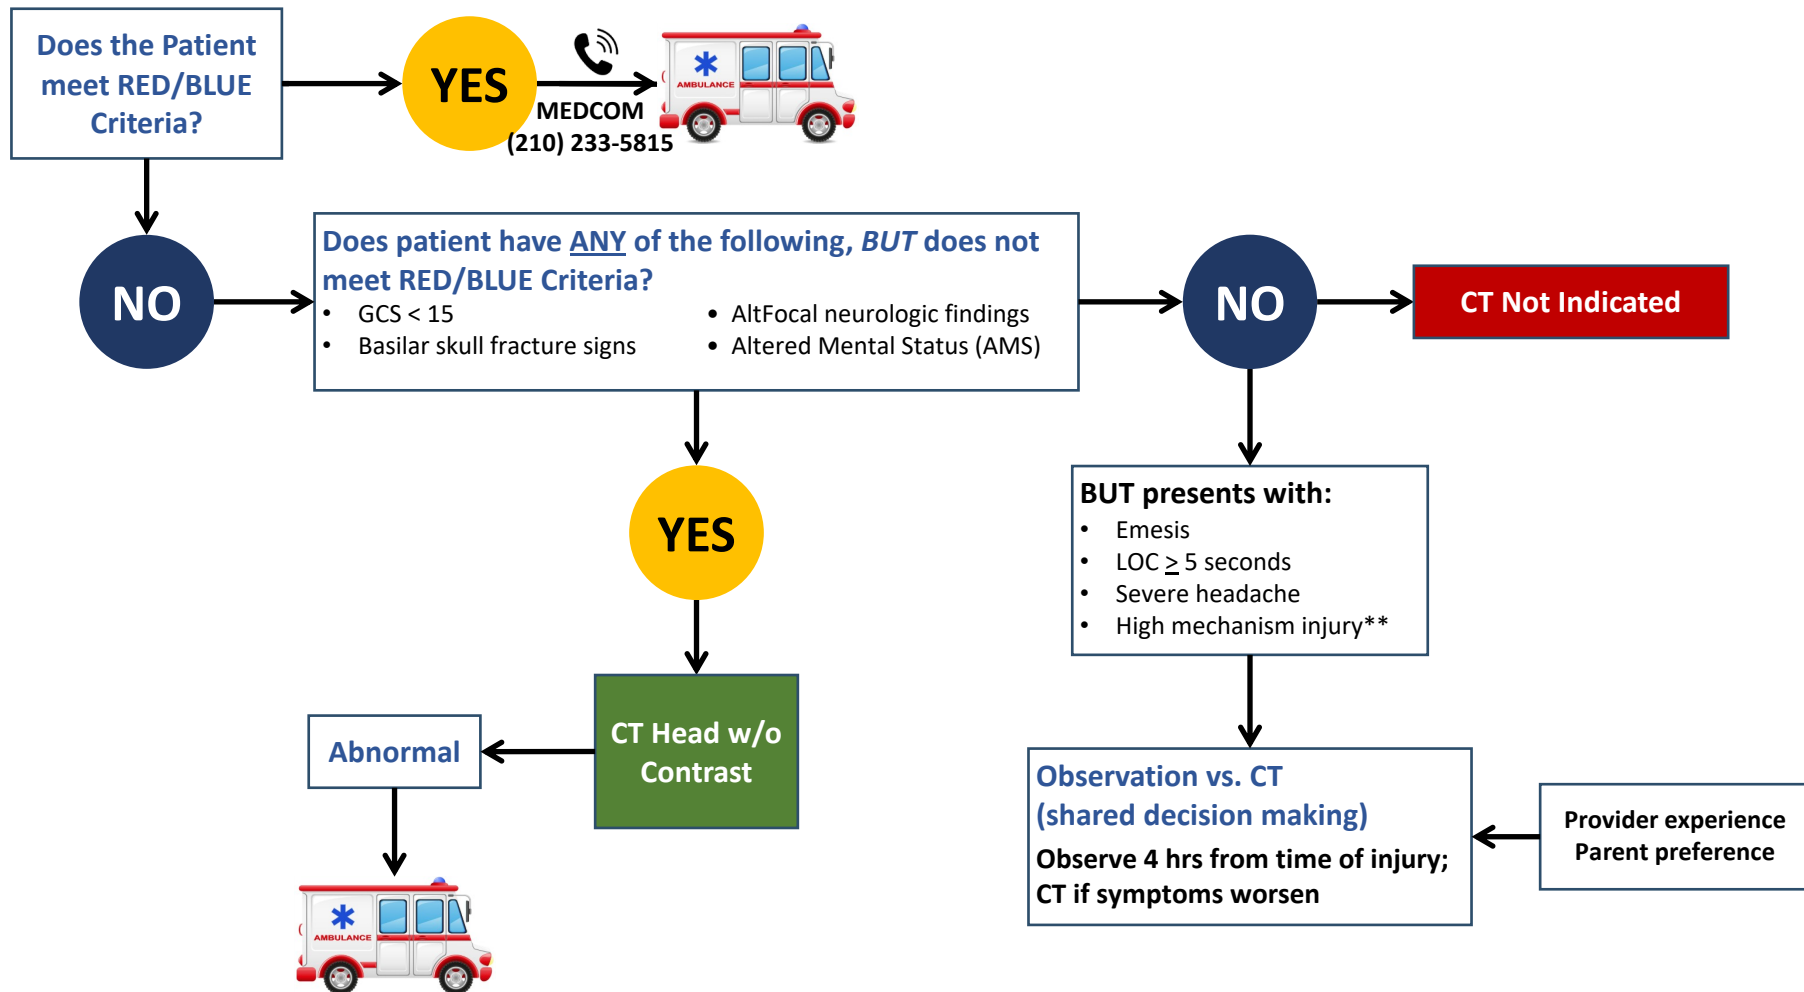 Does the Patient
meet RED/BLUE
Criteria?
YES
MEDCOM
(210) 233-5815
AMBULANCE
NO
Does patient have ANY of the following, BUT does not
meet RED/BLUE Criteria?
• GCS < 15
• Basilar skull fracture signs
• AltFocal neurologic findings
• Altered Mental Status (AMS)
NO
CT Not Indicated
YES
BUT presents with:
• Emesis
• LOC ≥ 5 seconds
• Severe headache
• High mechanism injury**
CT Head w/o
Contrast
Abnormal
AMBULANCE
Observation vs. CT
(shared decision making)
Observe 4 hrs from time of injury;
CT if symptoms worsen
Provider experience
Parent preference